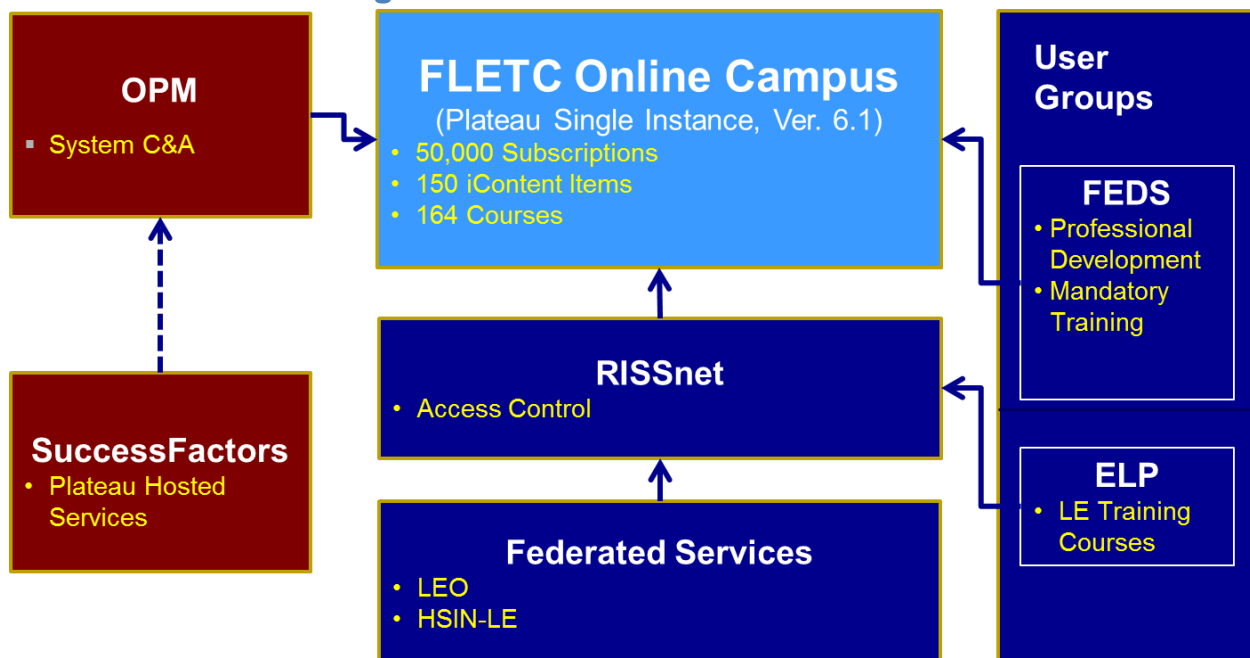 OPM
▪ System C&A
SuccessFactors
• Plateau Hosted
Services
FLETC Online Campus
(Plateau Single Instance, Ver. 6.1)
• 50,000 Subscriptions
• 150 iContent Items
• 164 Courses
RISSnet
• Access Control
Federated Services
• LEO
• HSIN-LE
User
Groups
FEDS
• Professional
Development
• Mandatory
Training
ELP
• LE Training
Courses